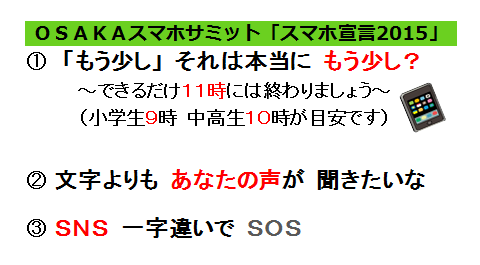 ＯＳＡＫＡスマホサミット「スマホ宣言2015」
① 「もう少し」それは本当に もう少し？
～できるだけ１１時には終わりましょう～
（小学生９時 中高生１０時が目安です）
② 文字よりも あなたの声が 聞きたいな
③ ＳＮＳ 一字違いで ＳＯＳ